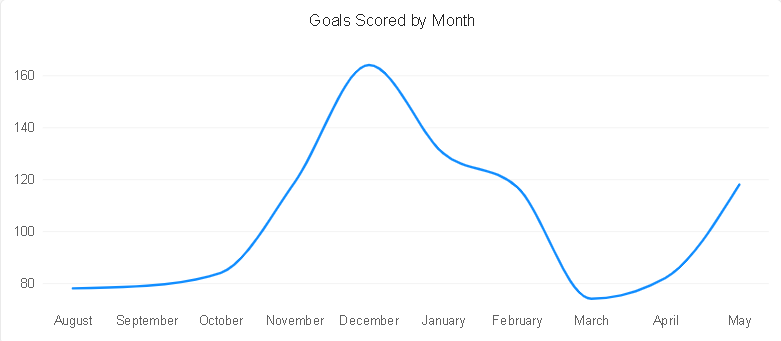 Goals Scored by Month
160
140
120
100
80
August September October November December January February March April May